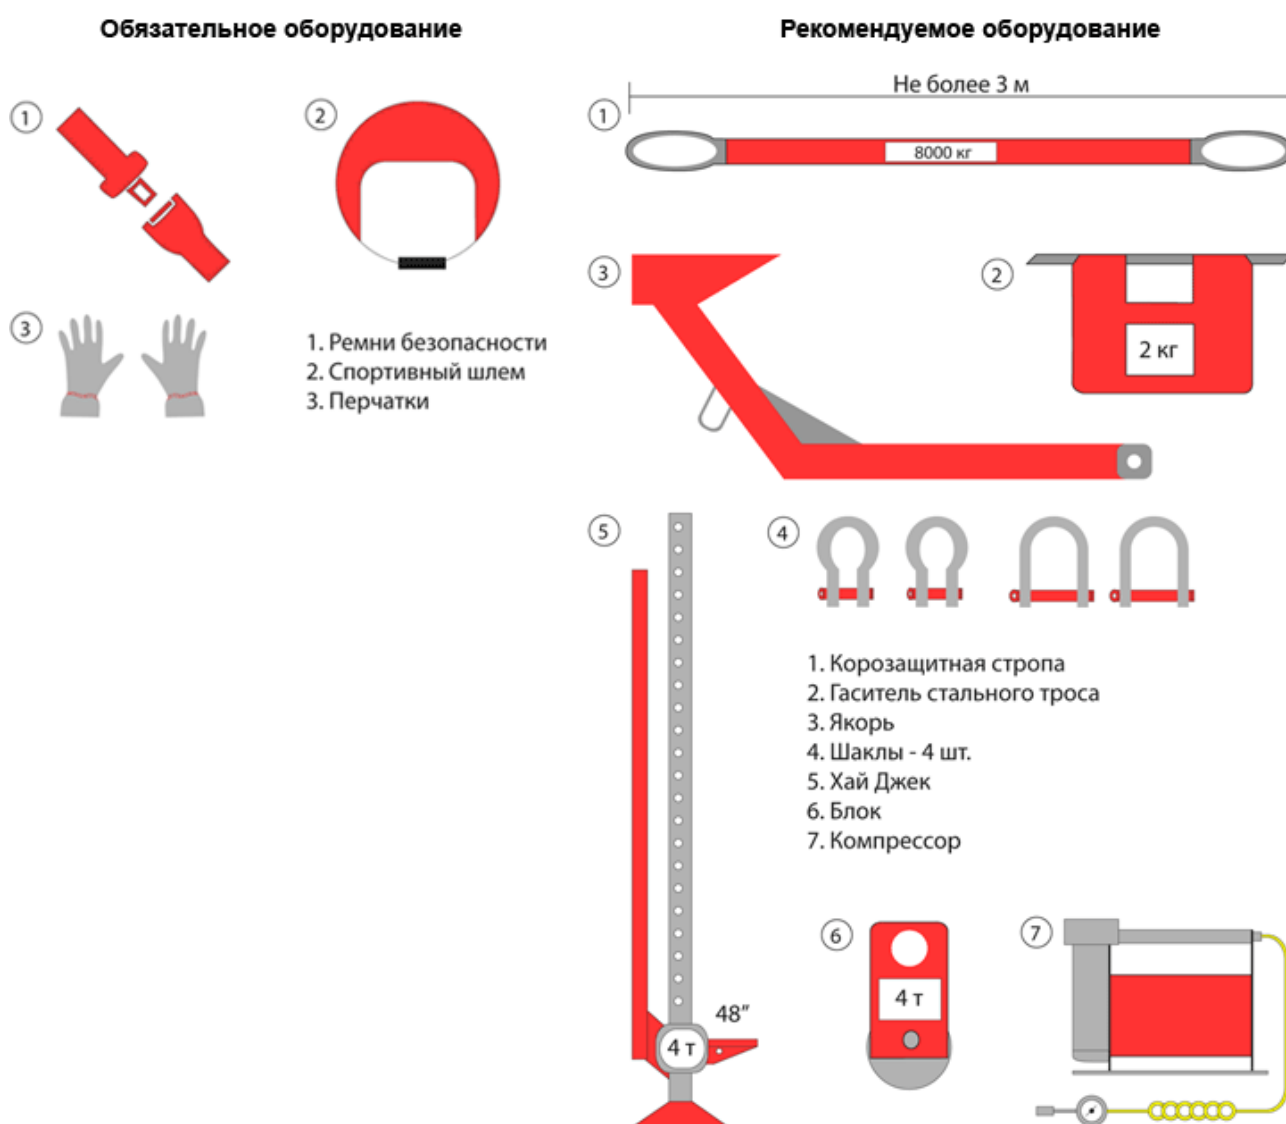 Обязательное оборудование
1
2
3
1. Ремни безопасности
2. Спортивный шлем
3. Перчатки
Рекомендуемое оборудование
Не более 3 м
1
8000 кг
3
2
2 кг
5
4
48”
4 т
1. Корозащитная стропа
2. Гаситель стального троса
3. Якорь
4. Шаклы - 4 шт.
5. Хай Джек
6. Блок
7. Компрессор
6
4 т
7